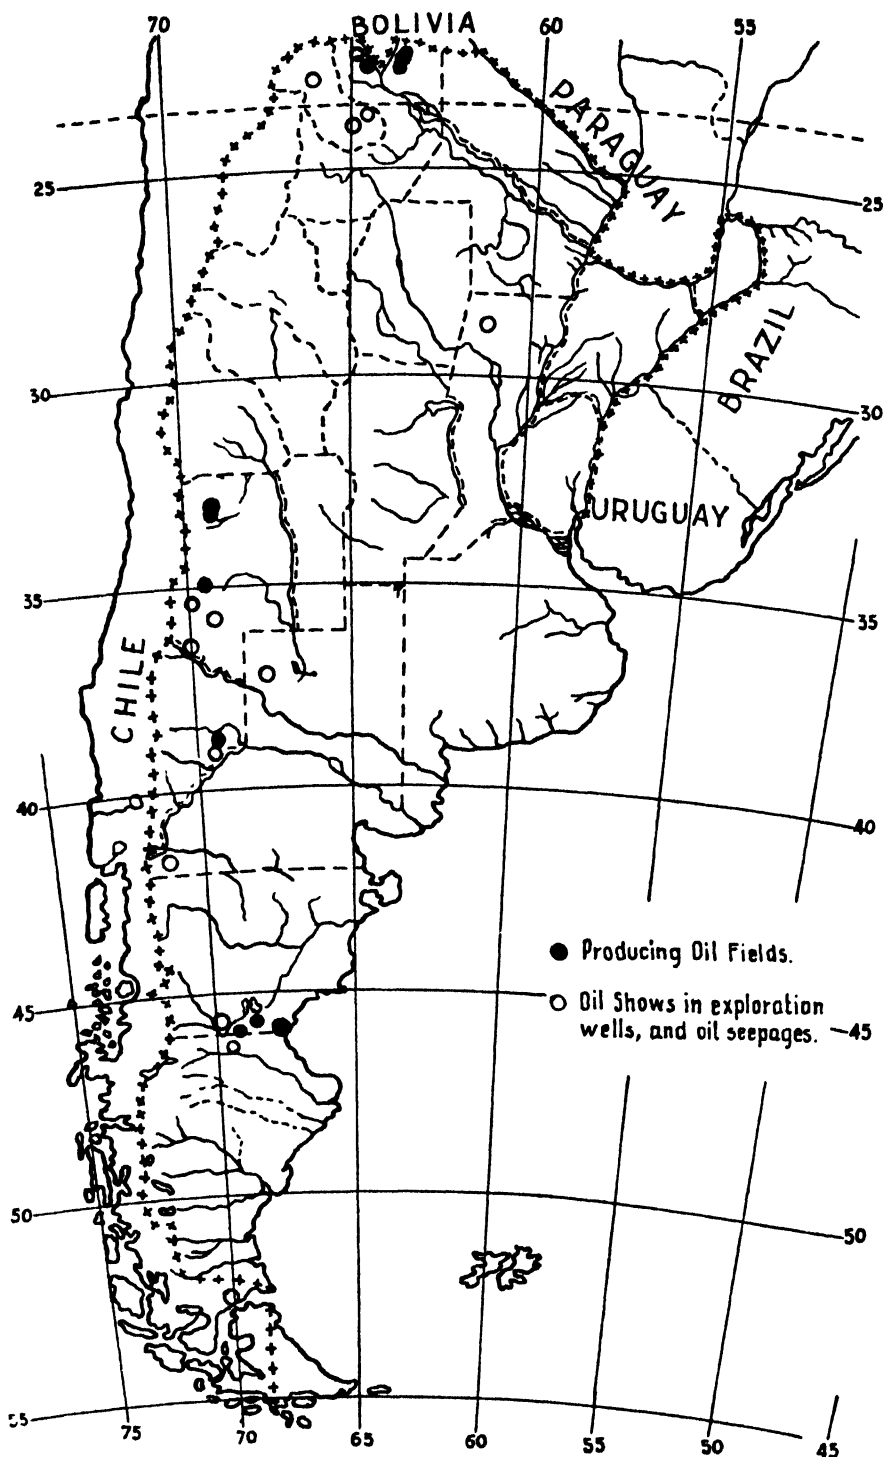 BOLIVIA
70
60
55
PARAGUAY
25
25
BRAZIL
30
30
URUGUAY
35
35
CHILE
40
40
Producing Oil Fields.
Oil Shows in exploration
wells, and oil seepages.
45
45
50
50
55
75
70
65
60
55
50
45